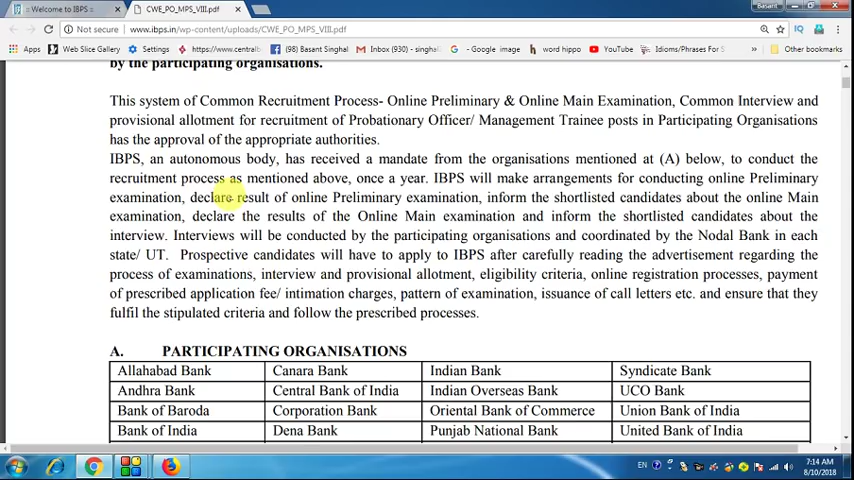 :: Welcome to IBPS ::
CWE_PO_MPS_VIII.pdf
Basant
Not secure | www.ibps.in/wp-content/uploads/CWE_PO_MPS_VIII.pdf
Apps Web Slice Gallery Settings https://www.central (98) Basant Singhal Inbox (930) - singha G - Google image word hippo YouTube Idioms/Phrases For S
by the participating organisations.
This system of Common Recruitment Process- Online Preliminary & Online Main Examination, Common Interview and
provisional allotment for recruitment of Probationary Officer/ Management Trainee posts in Participating Organisations
has the approval of the appropriate authorities.
IBPS, an autonomous body, has received a mandate from the organisations mentioned at (A) below, to conduct the
recruitment process as mentioned above, once a year. IBPS will make arrangements for conducting online Preliminary
examination, declare result of online Preliminary examination, inform the shortlisted candidates about the online Main
examination, declare the results of the Online Main examination and inform the shortlisted candidates about the
interview. Interviews will be conducted by the participating organisations and coordinated by the Nodal Bank in each
state/ UT. Prospective candidates will have to apply to IBPS after carefully reading the advertisement regarding the
process of examinations, interview and provisional allotment, eligibility criteria, online registration processes, payment
of prescribed application fee/ intimation charges, pattern of examination, issuance of call letters etc. and ensure that they
fulfil the stipulated criteria and follow the prescribed processes.
A. PARTICIPATING ORGANISATIONS
Allahabad Bank Canara Bank Indian Bank Syndicate Bank
Andhra Bank Central Bank of India Indian Overseas Bank UCO Bank
Bank of Baroda Corporation Bank Oriental Bank of Commerce Union Bank of India
Bank of India Dena Bank Punjab National Bank United Bank of India
EN 7:14 AM
8/10/2018